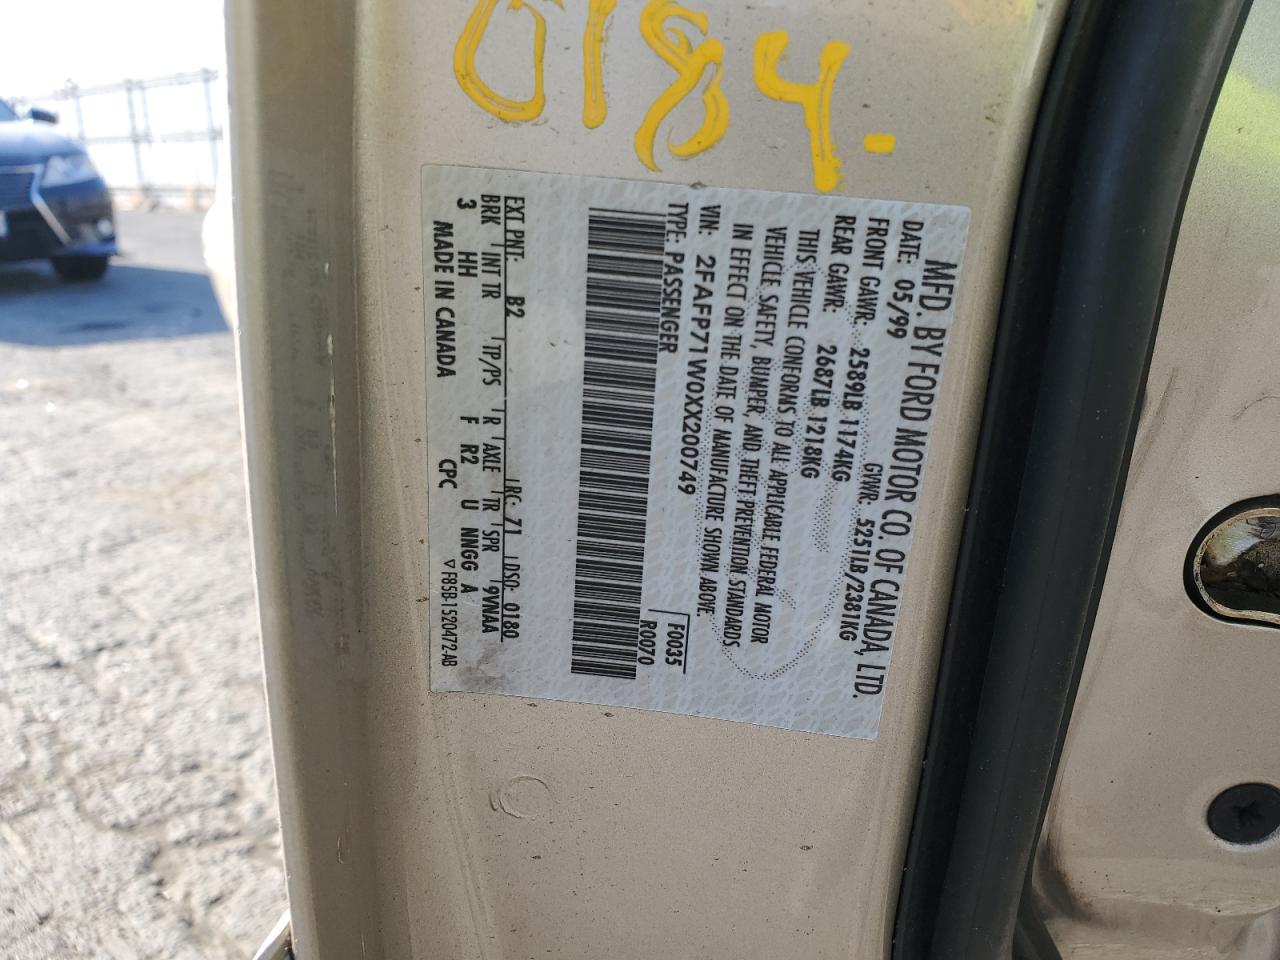 0184-
MFD. BY FORD MOTOR CO. OF CANADA, LTD.
DATE: 05/99 GVWR: 5251LB/2381KG
FRONT GAWR: 2589LB 1174KG
REAR GAWR: 2687LB 1218KG
THIS VEHICLE CONFORMS TO ALL APPLICABLE FEDERAL MOTOR
VEHICLE SAFETY, BUMPER, AND THEFT PREVENTION STANDARDS
IN EFFECT ON THE DATE OF MANUFACTURE SHOWN ABOVE.
VIN: 2FAFP71W0XX200749 F0035
TYPE: PASSENGER R0070
EXT PNT: B2 RC: 71 DSO: 0180
BRK INT TR TP/PS R AXLE TR SPR 9VNAA
3 HH F R2 U NNGG A
MADE IN CANADA CPC ▽F85B-1520472-AB